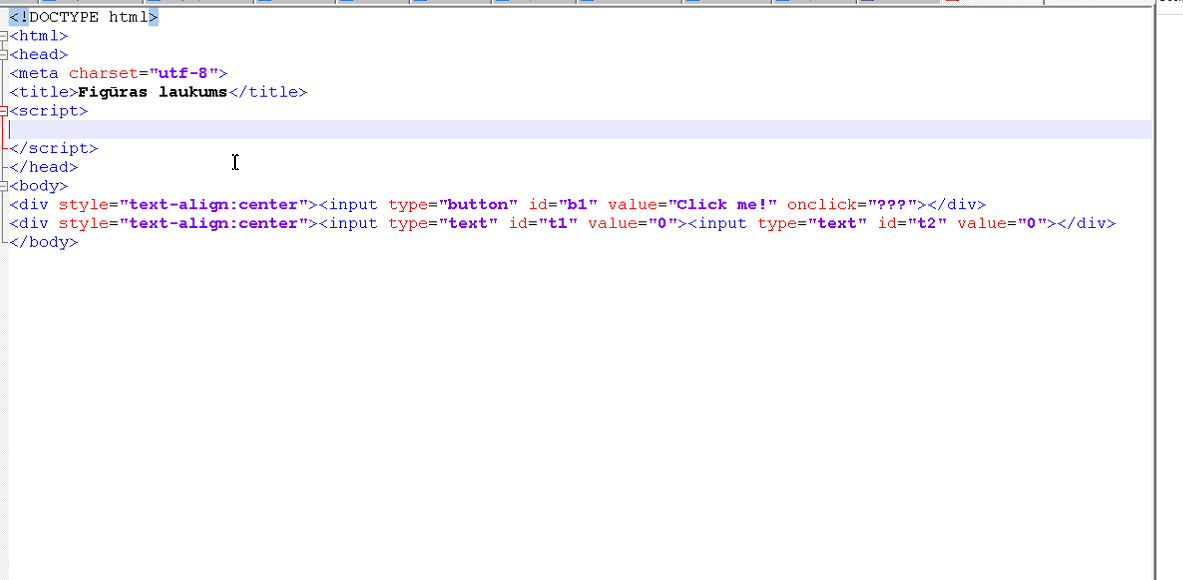 <!DOCTYPE html>
<html>
<head>
<meta charset="utf-8">
<title>Figūras laukums</title>
<script>
</script>
</head>
<body>
<div style="text-align:center"><input type="button" id="b1" value="Click me!" onclick="???"></div>
<div style="text-align:center"><input type="text" id="t1" value="0"><input type="text" id="t2" value="0"></div>
</body>